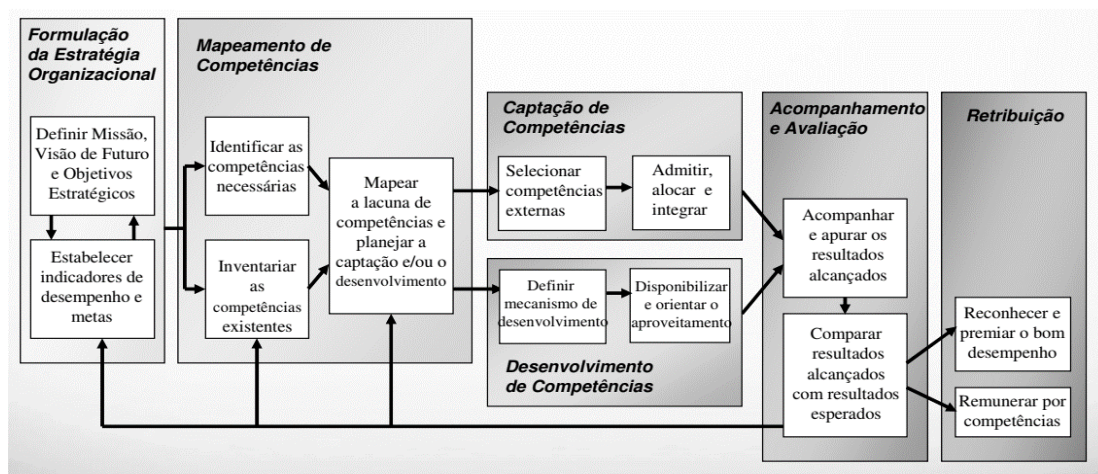 Formulação
da Estratégia
Organizacional
Definir Missão,
Visão de Futuro
e Objetivos
Estratégicos
Estabelecer
indicadores de
desempenho e
metas
Mapeamento de
Competências
Identificar as
competências
necessárias
Inventariar
as
competências
existentes
Mapear
a lacuna de
competências e
planejar a
captação e/ou o
desenvolvimento
Captação de
Competências
Selecionar
competências
externas
Admitir,
alocar e
integrar
Definir
mecanismo de
desenvolvimento
Disponibilizar
e orientar o
aproveitamento
Desenvolvimento
de Competências
Acompanhamento
e Avaliação
Acompanhar
e apurar os
resultados
alcançados
Comparar
resultados
alcançados
com resultados
esperados
Retribuição
Reconhecer e
premiar o bom
desempenho
Remunerar por
competências